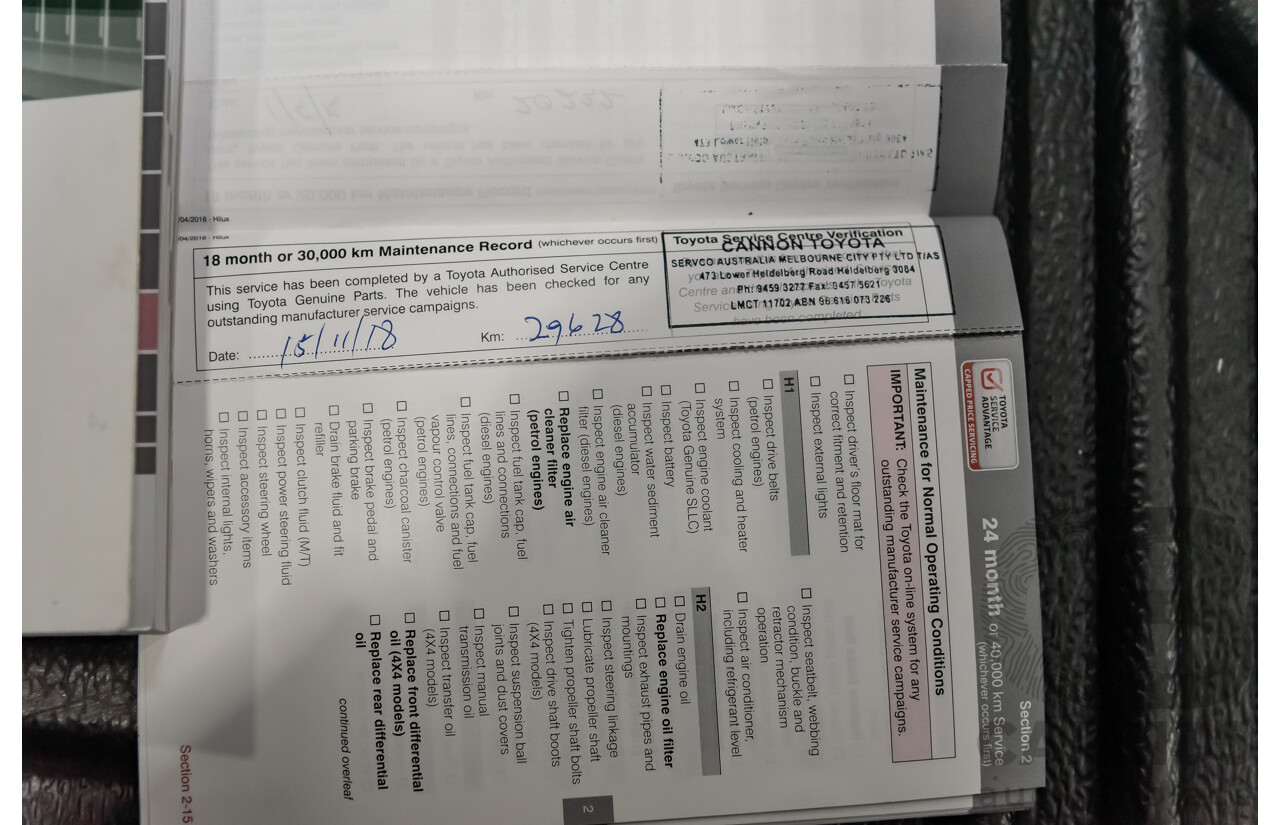 /04/2016 - Hilux
/04/2016 - Hilux
18 month or 30,000 km Maintenance Record (whichever occurs first)
This service has been completed by a Toyota Authorised Service Centre
using Toyota Genuine Parts. The vehicle has been checked for any
outstanding manufacturer service campaigns.
Date: 15/11/18 Km: 29628
Toyota Service Centre Verification
CANNON TOYOTA
SERVCO AUSTRALIA MELBOURNE CITY PTY LTD T/AS
473 Lower Heidelberg Road Heidelberg 3084
Ph: 9459 3277 Fax: 9457 5621
LMCT 11702 ABN 96 616 073 226
have been completed
Section 2
24 month or 40,000 km Service
(whichever occurs first)
TOYOTA
SERVICE
ADVANTAGE
CAPPED PRICE SERVICING
Maintenance for Normal Operating Conditions
IMPORTANT: Check the Toyota on-line system for any
outstanding manufacturer service campaigns.
☐ Inspect driver's floor mat for
correct fitment and retention
☐ Inspect external lights
H1
☐ Inspect drive belts
(petrol engines)
☐ Inspect cooling and heater
system
☐ Inspect engine coolant
(Toyota Genuine SLLC)
☐ Inspect battery
☐ Inspect water sediment
accumulator
(diesel engines)
☐ Inspect engine air cleaner
filter (diesel engines)
☐ Replace engine air
cleaner filter
(petrol engines)
☐ Inspect fuel tank cap, fuel
lines and connections
(diesel engines)
☐ Inspect fuel tank cap, fuel
lines, connections and fuel
vapour control valve
(petrol engines)
☐ Inspect charcoal canister
(petrol engines)
☐ Inspect brake pedal and
parking brake
☐ Drain brake fluid and fit
refiller
☐ Inspect clutch fluid (M/T)
☐ Inspect power steering fluid
☐ Inspect steering wheel
☐ Inspect accessory items
☐ Inspect internal lights,
horns, wipers and washers
☐ Inspect seatbelt, webbing
condition, buckle and
retractor mechanism
operation
☐ Inspect air conditioner,
including refrigerant level
H2
☐ Drain engine oil
☐ Replace engine oil filter
☐ Inspect exhaust pipes and
mountings
☐ Inspect steering linkage
☐ Lubricate propeller shaft
☐ Tighten propeller shaft bolts
☐ Inspect drive shaft boots
(4X4 models)
☐ Inspect suspension ball
joints and dust covers
☐ Inspect manual
transmission oil
☐ Inspect transfer oil
(4X4 models)
☐ Replace front differential
oil (4X4 models)
☐ Replace rear differential
oil
continued overleaf
2
Section 2-15